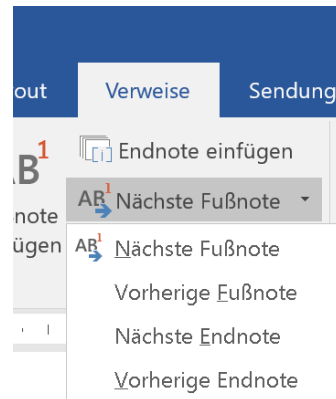 out Verweise Sendung
AB1 Endnote einfügen
note AB1 Nächste Fußnote
ügen AB1 Nächste Fußnote
Vorherige Fußnote
Nächste Endnote
Vorherige Endnote